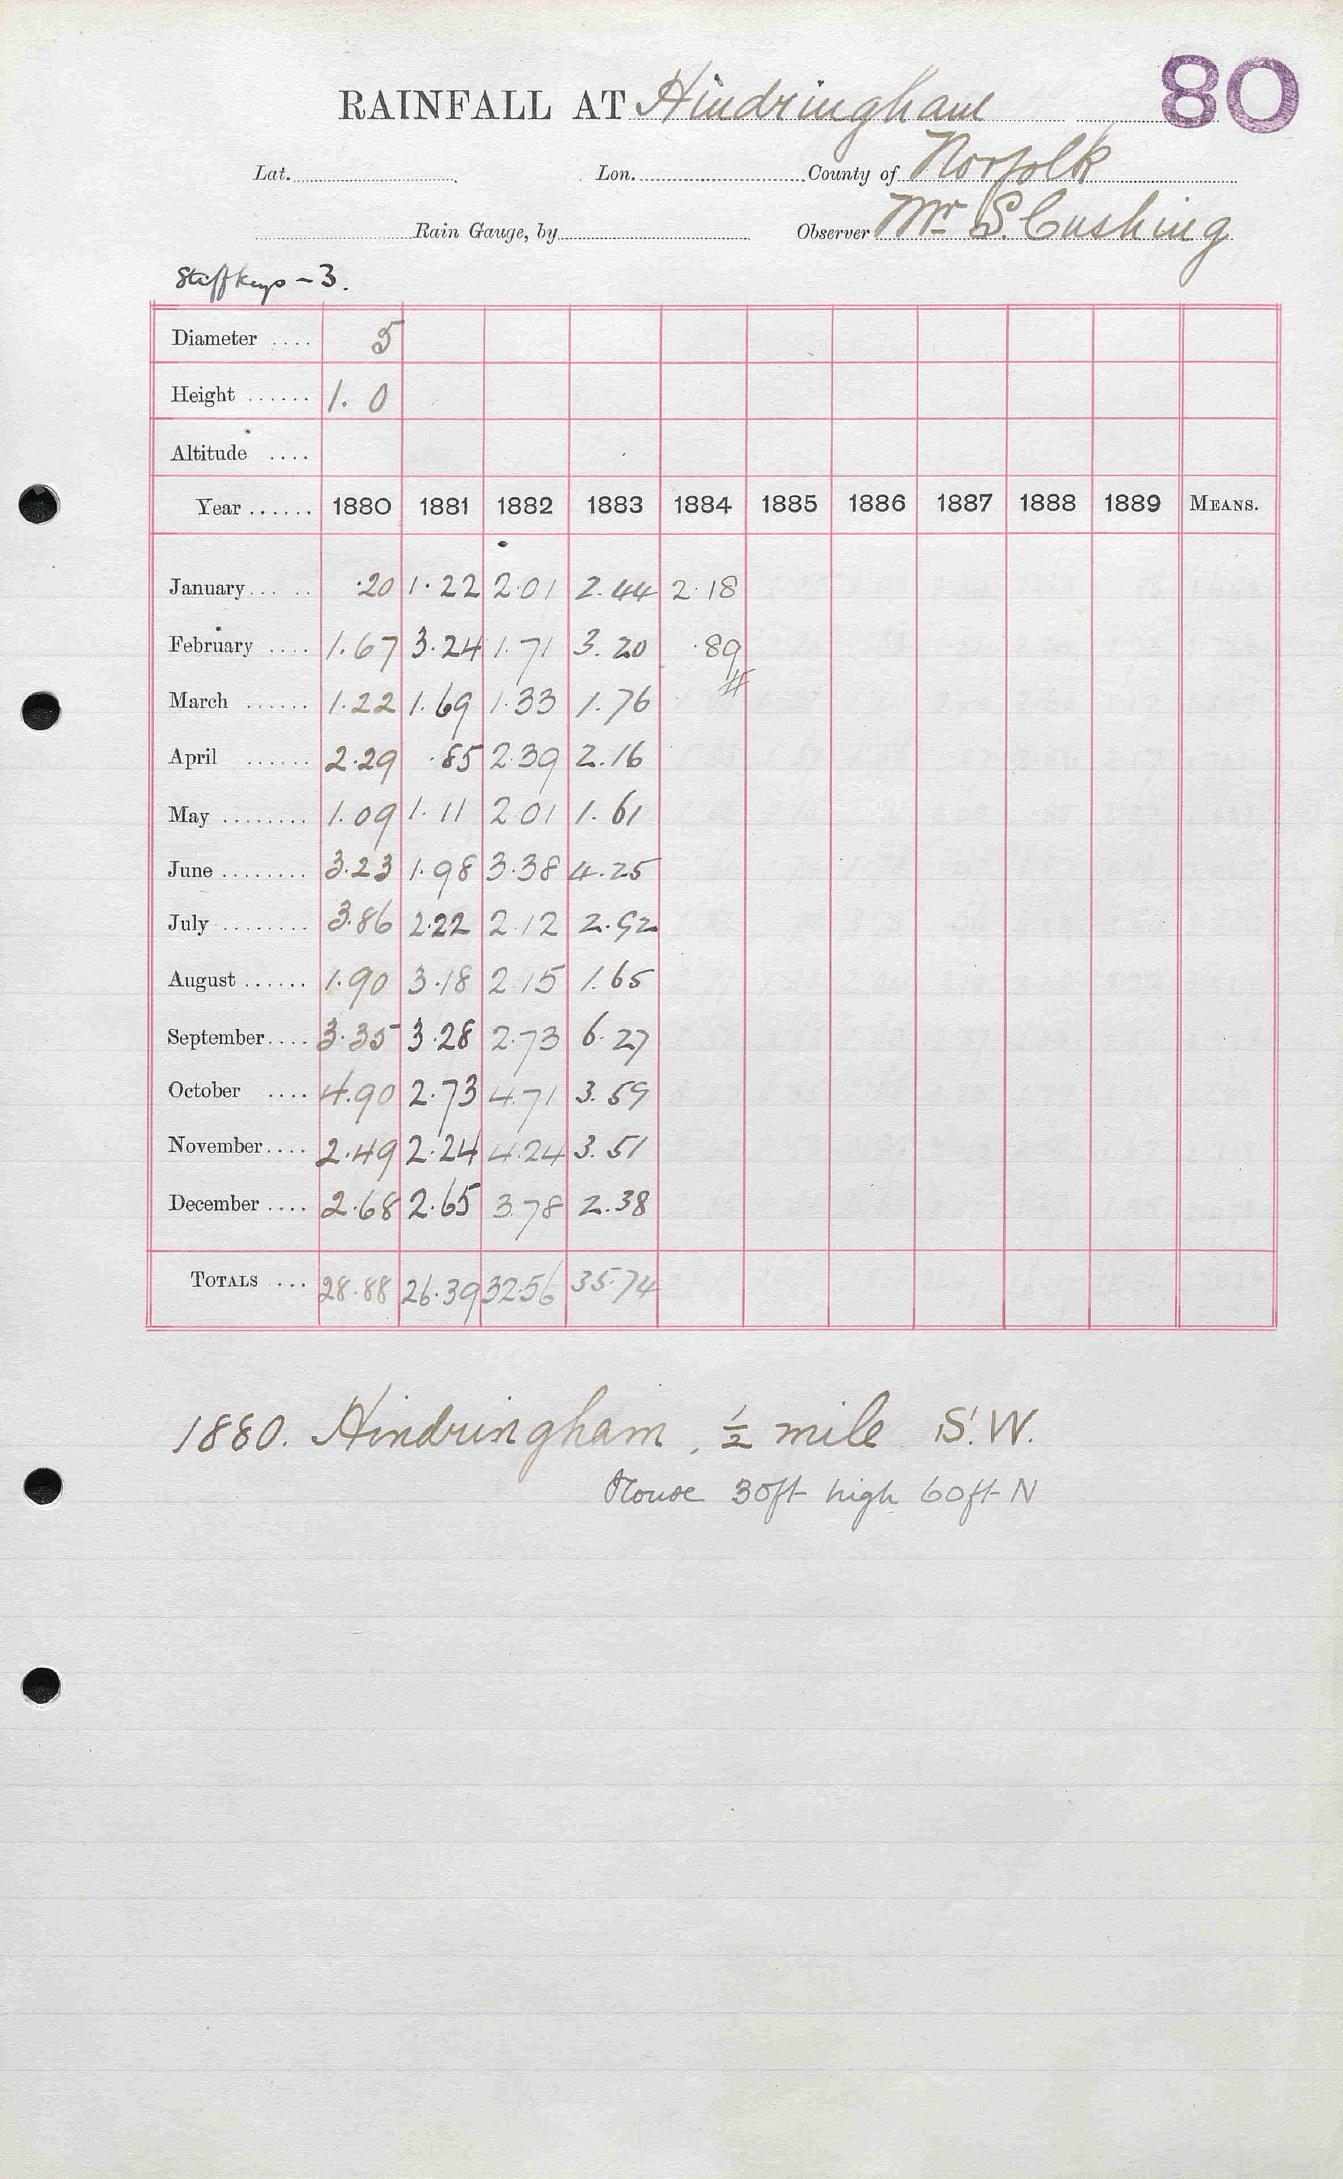 80
RAINFALL AT Hindringham
Lat. Lon. County of Norfolk
Rain Gauge, by Observer Mr S. Cushing
Stiffkeys - 3.
Diameter .... 5
Height ...... 1. 0
Altitude ....
Year ...... 1880 1881 1882 1883 1884 1885 1886 1887 1888 1889 MEANS.
January ... .. .20 1.22 2.01 2.44 2.18
February .... 1.67 3.24 1.71 3.20 .89
March ...... 1.22 1.69 1.33 1.76
April ...... 2.29 .85 2.39 2.16
May ........ 1.09 1.11 2.01 1.61
June ........ 3.23 1.98 3.38 4.25
July ........ 3.86 2.22 2.12 2.92
August ...... 1.90 3.18 2.15 1.65
September .... 3.35 3.28 2.73 6.27
October .... 4.90 2.73 4.71 3.59
November .... 2.49 2.24 4.24 3.51
December .... 2.68 2.65 3.78 2.38
TOTALS ... 28.88 26.39 32.56 35.74
1880. Hindringham, ½ mile S.W.
House 30ft high 60ft N